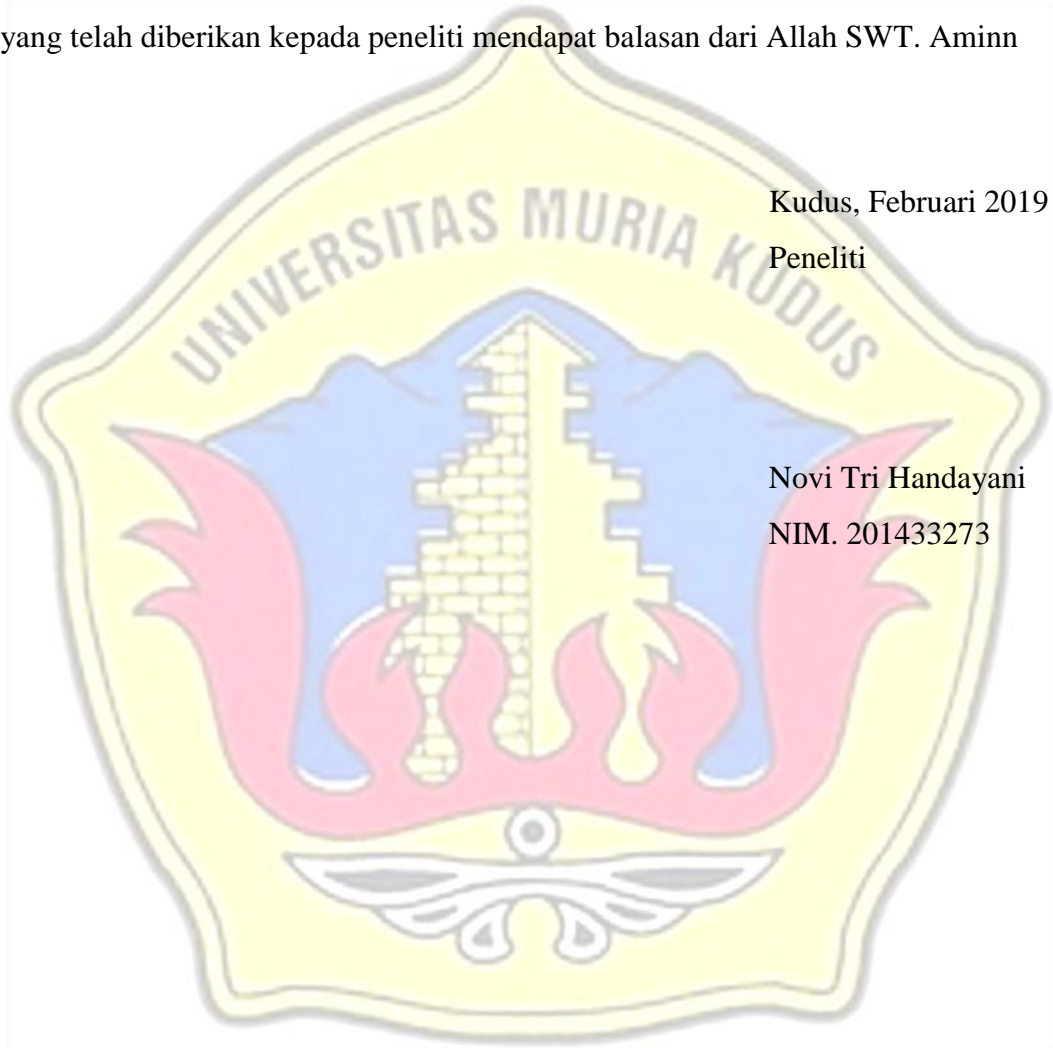 yang telah diberikan kepada peneliti mendapat balasan dari Allah SWT. Aminn
Kudus, Februari 2019
Peneliti
UNIVERSITAS MURIA KUDUS
Novi Tri Handayani
NIM. 201433273